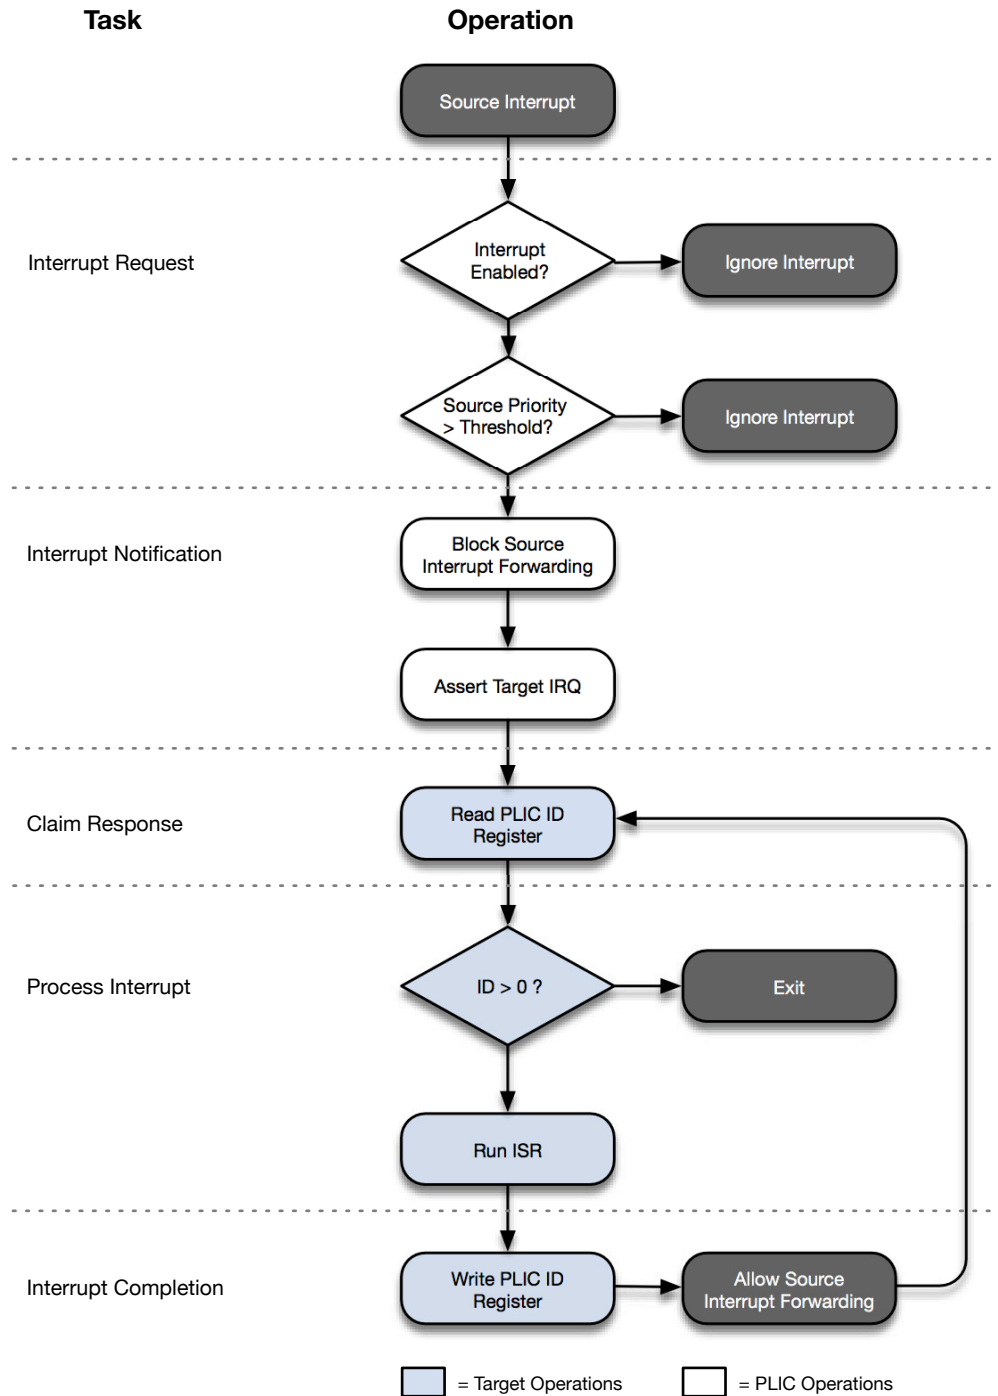 Task
Operation
Source Interrupt
Interrupt Request
Interrupt
Enabled?
Ignore Interrupt
Source Priority
> Threshold?
Ignore Interrupt
Interrupt Notification
Block Source
Interrupt Forwarding
Assert Target IRQ
Claim Response
Read PLIC ID
Register
Process Interrupt
ID > 0 ?
Exit
Run ISR
Interrupt Completion
Write PLIC ID
Register
Allow Source
Interrupt Forwarding
= Target Operations
= PLIC Operations